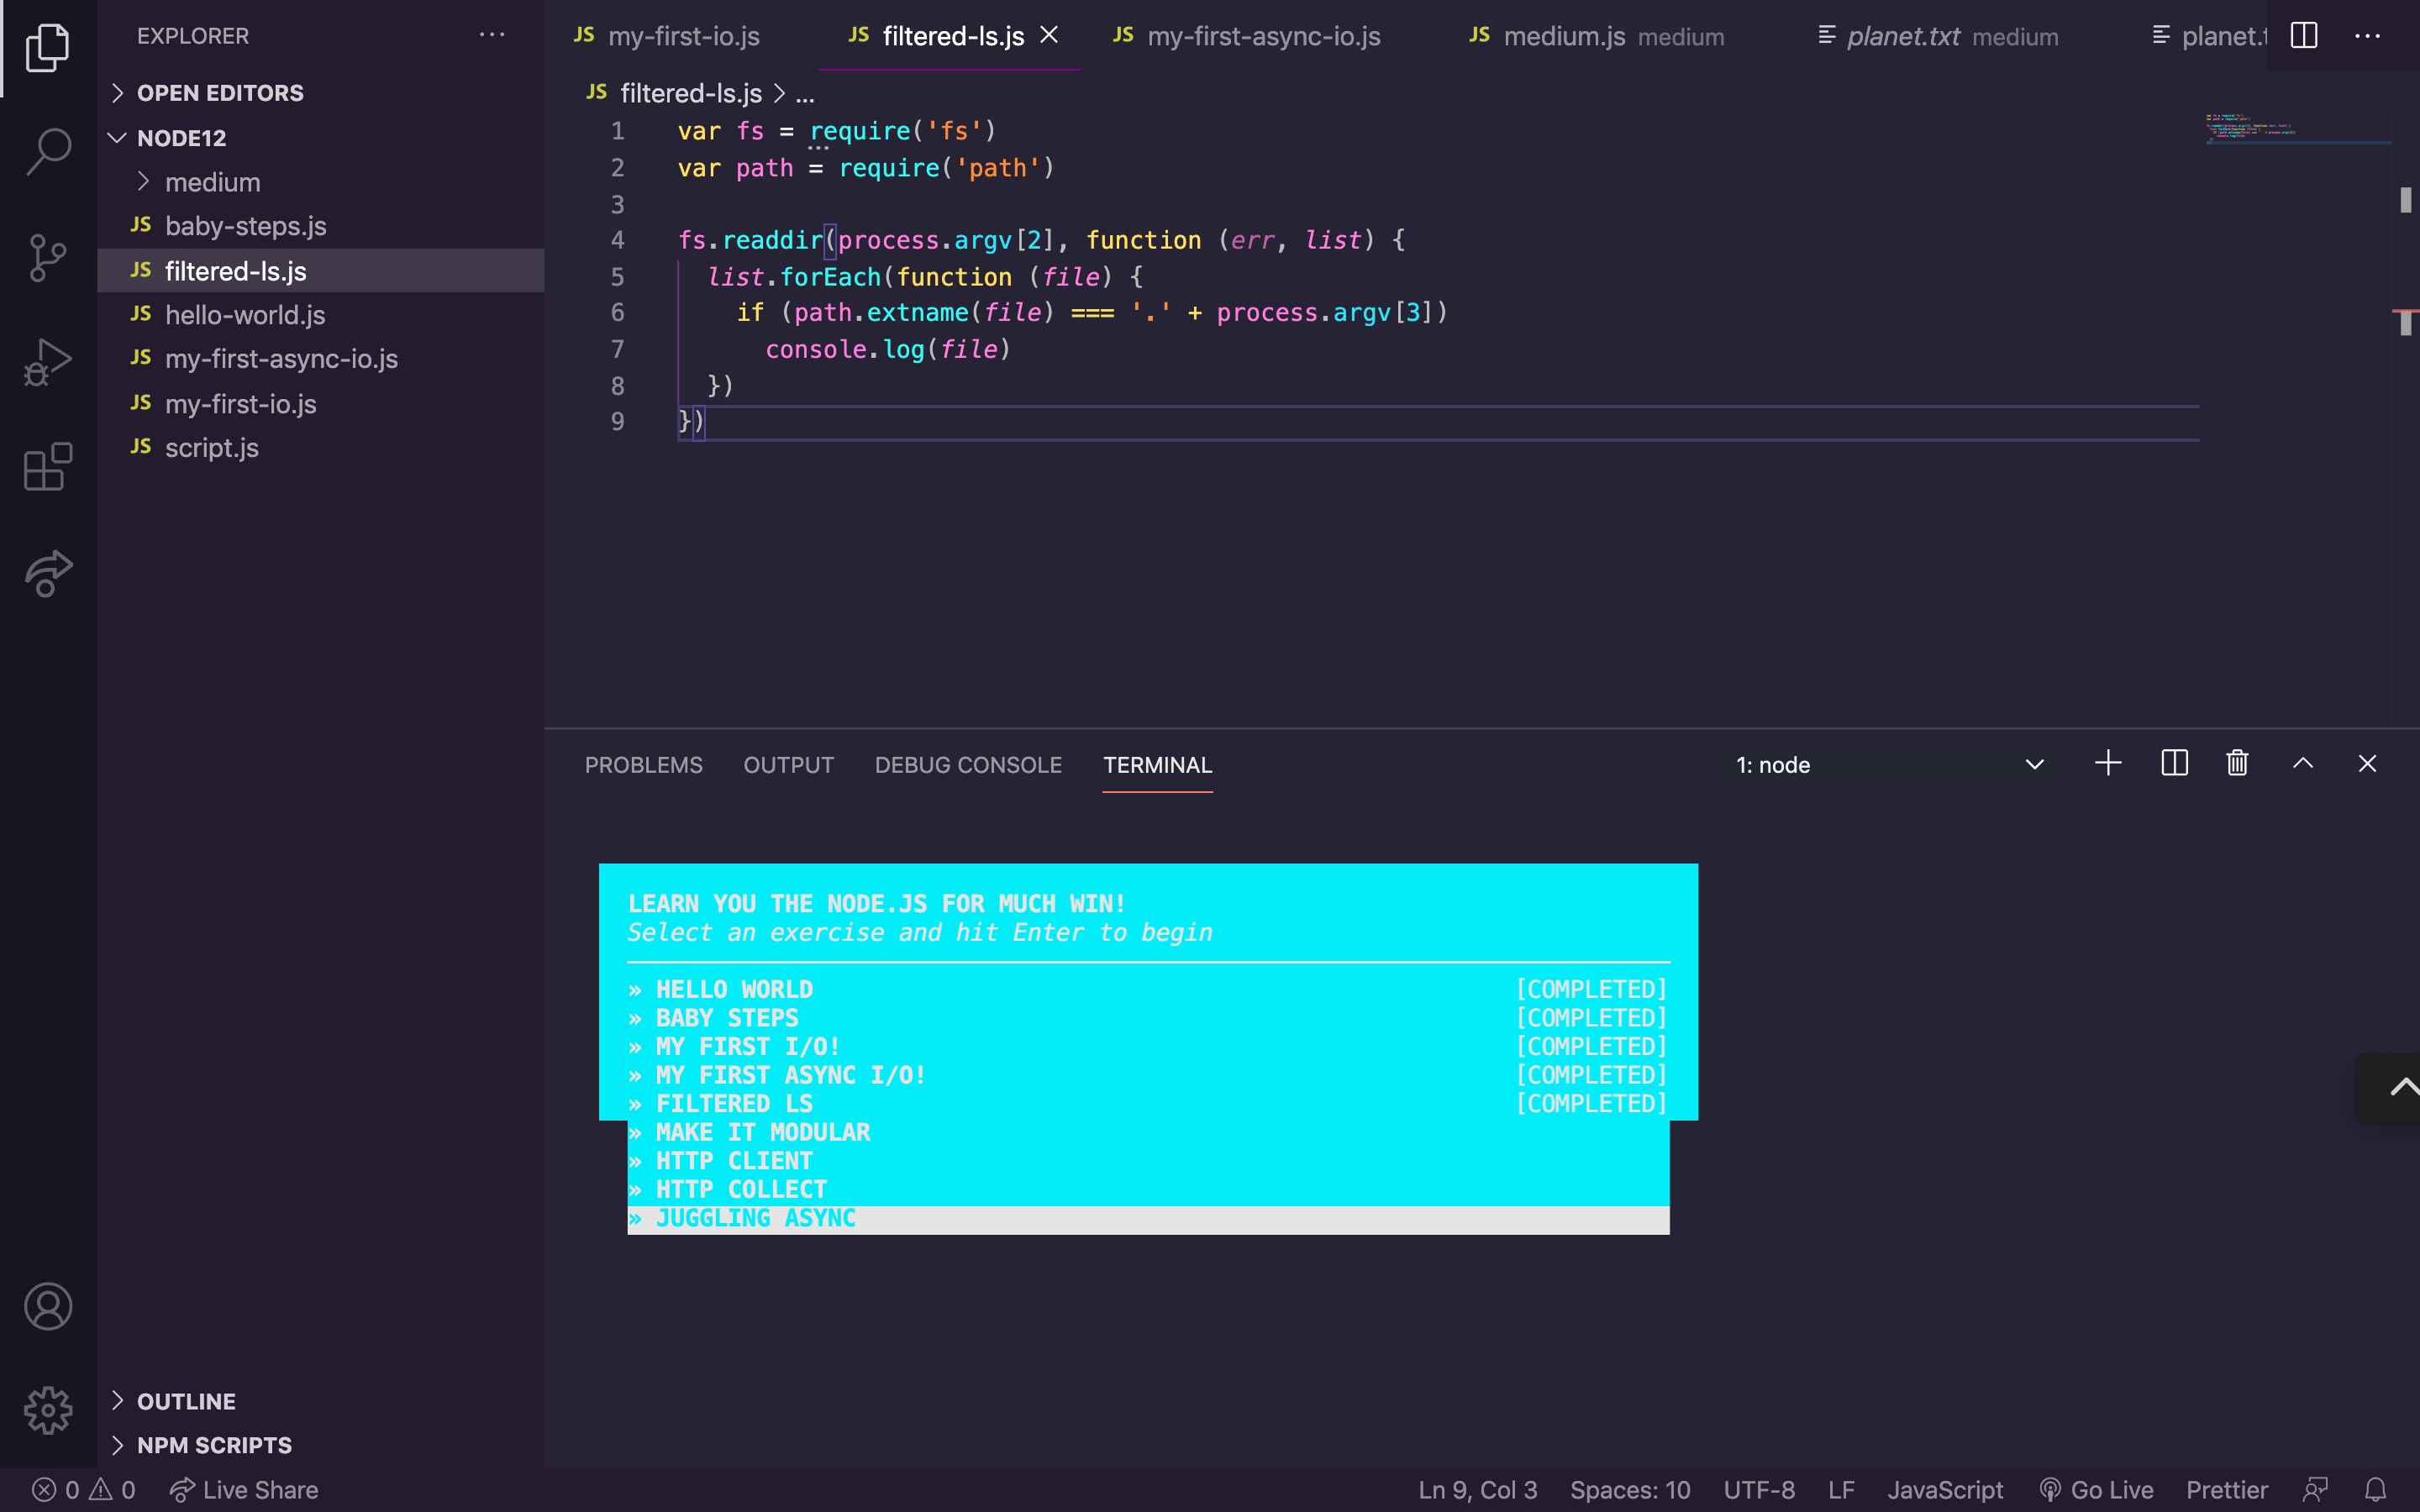 EXPLORER
OPEN EDITORS
NODE12
medium
JS baby-steps.js
JS filtered-ls.js
JS hello-world.js
JS my-first-async-io.js
JS my-first-io.js
JS script.js
OUTLINE
NPM SCRIPTS
JS my-first-io.js JS filtered-ls.js JS my-first-async-io.js JS medium.js medium planet.txt medium planet.t
JS filtered-ls.js > ...
1 var fs = require('fs')
2 var path = require('path')
3
4 fs.readdir(process.argv[2], function (err, list) {
5 list.forEach(function (file) {
6 if (path.extname(file) === '.' + process.argv[3])
7 console.log(file)
8 })
9 })
PROBLEMS OUTPUT DEBUG CONSOLE TERMINAL 1: node
LEARN YOU THE NODE.JS FOR MUCH WIN!
Select an exercise and hit Enter to begin
» HELLO WORLD [COMPLETED]
» BABY STEPS [COMPLETED]
» MY FIRST I/O! [COMPLETED]
» MY FIRST ASYNC I/O! [COMPLETED]
» FILTERED LS [COMPLETED]
» MAKE IT MODULAR
» HTTP CLIENT
» HTTP COLLECT
» JUGGLING ASYNC
0 0 Live Share Ln 9, Col 3 Spaces: 10 UTF-8 LF JavaScript Go Live Prettier